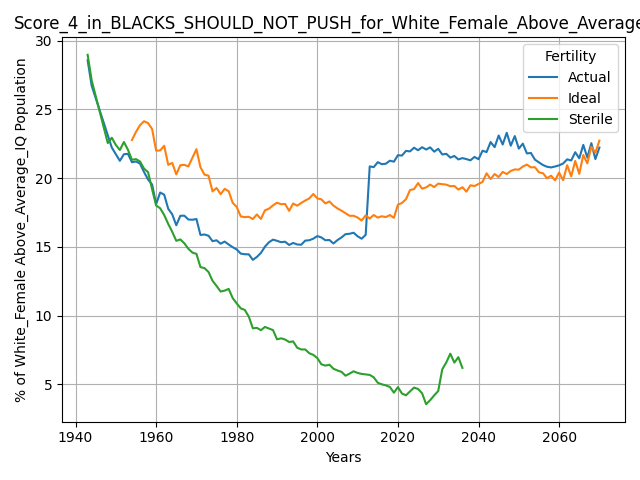 Score_4_in_BLACKS_SHOULD_NOT_PUSH_for_White_Female_Above_Average
% of White_Female Above_Average_IQ Population
30
25
20
15
10
5
Fertility
Actual
Ideal
Sterile
1940 1960 1980 2000 2020 2040 2060
Years